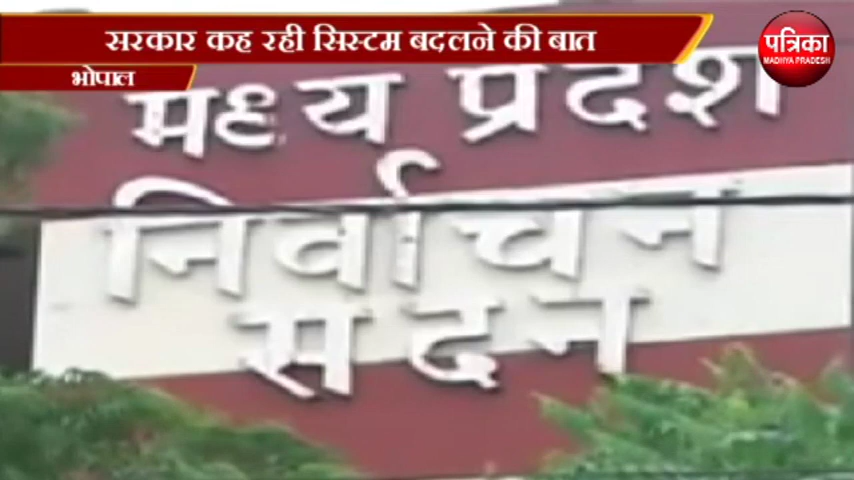 सरकार कह रही सिस्टम बदलने की बात
भोपाल
पत्रिका
MADHYA PRADESH
मध्य प्रदेश
निर्वाचन
सदन